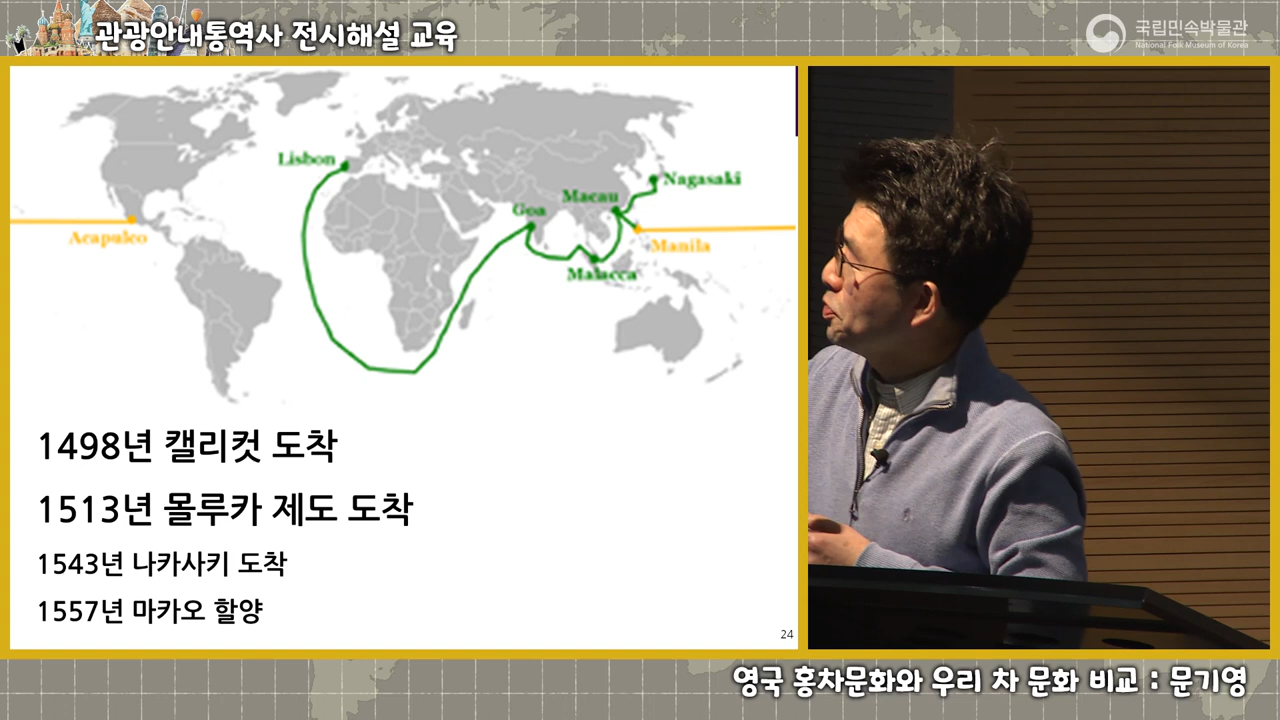 관광안내통역사 전시해설 교육
국립민속박물관
National Folk Museum of Korea
Lisbon
Nagasaki
Macau
Goa
Acapulco
Manila
Malacca
1498년 캘리컷 도착
1513년 몰루카 제도 도착
1543년 나카사키 도착
1557년 마카오 할양
24
영국 홍차문화와 우리 차 문화 비교 : 문기영